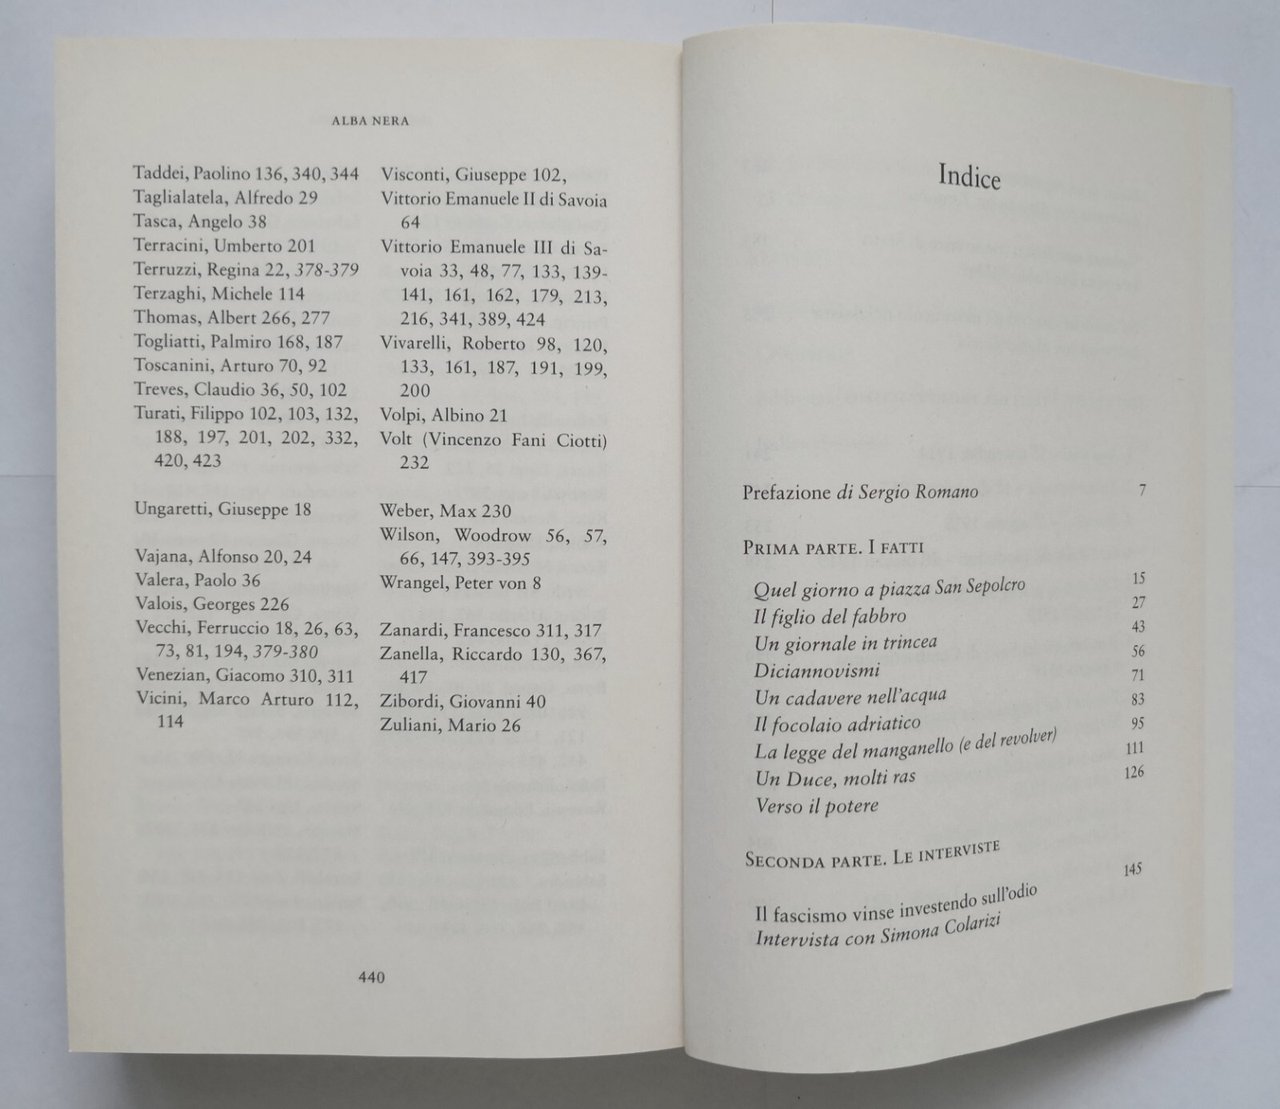 ALBA NERA
Taddei, Paolino 136, 340, 344
Taglialatela, Alfredo 29
Tasca, Angelo 38
Terracini, Umberto 201
Terruzzi, Regina 22, 378-379
Terzaghi, Michele 114
Thomas, Albert 266, 277
Togliatti, Palmiro 168, 187
Toscanini, Arturo 70, 92
Treves, Claudio 36, 50, 102
Turati, Filippo 102, 103, 132,
188, 197, 201, 202, 332,
420, 423
Ungaretti, Giuseppe 18
Vajana, Alfonso 20, 24
Valera, Paolo 36
Valois, Georges 226
Vecchi, Ferruccio 18, 26, 63,
73, 81, 194, 379-380
Venezian, Giacomo 310, 311
Vicini, Marco Arturo 112,
114
Visconti, Giuseppe 102,
Vittorio Emanuele II di Savoia
64
Vittorio Emanuele III di Sa-
voia 33, 48, 77, 133, 139-
141, 161, 162, 179, 213,
216, 341, 389, 424
Vivarelli, Roberto 98, 120,
133, 161, 187, 191, 199,
200
Volpi, Albino 21
Volt (Vincenzo Fani Ciotti)
232
Weber, Max 230
Wilson, Woodrow 56, 57,
66, 147, 393-395
Wrangel, Peter von 8
Zanardi, Francesco 311, 317
Zanella, Riccardo 130, 367,
417
Zibordi, Giovanni 40
Zuliani, Mario 26
440
Indice
Prefazione di Sergio Romano 7
PRIMA PARTE. I FATTI
Quel giorno a piazza San Sepolcro 15
Il figlio del fabbro 27
Un giornale in trincea 43
Diciannovismi 56
Un cadavere nell'acqua 71
Il focolaio adriatico 83
La legge del manganello (e del revolver) 95
Un Duce, molti ras 111
Verso il potere 126
SECONDA PARTE. LE INTERVISTE
Il fascismo vinse investendo sull'odio 145
Intervista con Simona Colarizi